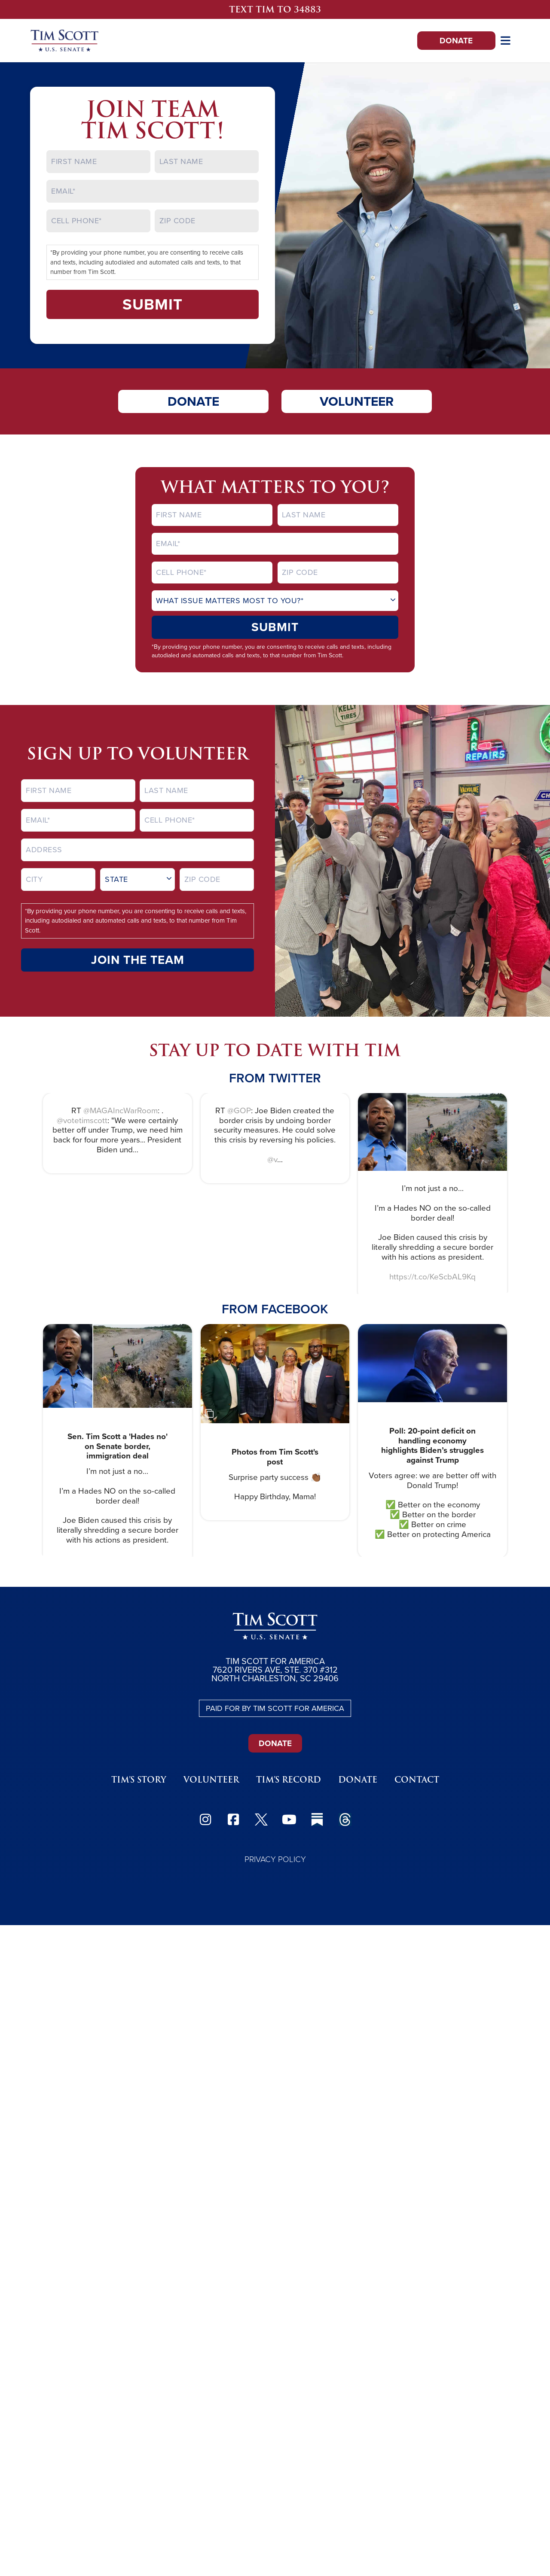 TEXT TIM TO 34883
TIM SCOTT
U.S. SENATE
DONATE
JOIN TEAM
TIM SCOTT!
FIRST NAME
LAST NAME
EMAIL*
CELL PHONE*
ZIP CODE
*By providing your phone number, you are consenting to receive calls
and texts, including autodialed and automated calls and texts, to that
number from Tim Scott.
SUBMIT
DONATE
VOLUNTEER
WHAT MATTERS TO YOU?
FIRST NAME
LAST NAME
EMAIL*
CELL PHONE*
ZIP CODE
WHAT ISSUE MATTERS MOST TO YOU?*
SUBMIT
*By providing your phone number, you are consenting to receive calls and texts, including
autodialed and automated calls and texts, to that number from Tim Scott.
SIGN UP TO VOLUNTEER
FIRST NAME
LAST NAME
EMAIL*
CELL PHONE*
ADDRESS
CITY
STATE
ZIP CODE
*By providing your phone number, you are consenting to receive calls and texts,
including autodialed and automated calls and texts, to that number from Tim
Scott.
JOIN THE TEAM
KELLY
TIRES
CAR
REPAIRS
VALVOLINE
CH
STAY UP TO DATE WITH TIM
FROM TWITTER
RT @MAGAIncWarRoom: .
@votetimscott: "We were certainly
better off under Trump, we need him
back for four more years... President
Biden und...
RT @GOP: Joe Biden created the
border crisis by undoing border
security measures. He could solve
this crisis by reversing his policies.
@v...
I'm not just a no...
I'm a Hades NO on the so-called
border deal!
Joe Biden caused this crisis by
literally shredding a secure border
with his actions as president.
https://t.co/KeScbAL9Kq
FROM FACEBOOK
Sen. Tim Scott a 'Hades no'
on Senate border,
immigration deal
I'm not just a no...
I'm a Hades NO on the so-called
border deal!
Joe Biden caused this crisis by
literally shredding a secure border
with his actions as president.
Photos from Tim Scott's
post
Surprise party success 👏🏾
Happy Birthday, Mama!
Poll: 20-point deficit on
handling economy
highlights Biden's struggles
against Trump
Voters agree: we are better off with
Donald Trump!
✅ Better on the economy
✅ Better on the border
✅ Better on crime
✅ Better on protecting America
TIM SCOTT
U.S. SENATE
TIM SCOTT FOR AMERICA
7620 RIVERS AVE, STE. 370 #312
NORTH CHARLESTON, SC 29406
PAID FOR BY TIM SCOTT FOR AMERICA
DONATE
TIM'S STORY
VOLUNTEER
TIM'S RECORD
DONATE
CONTACT
PRIVACY POLICY